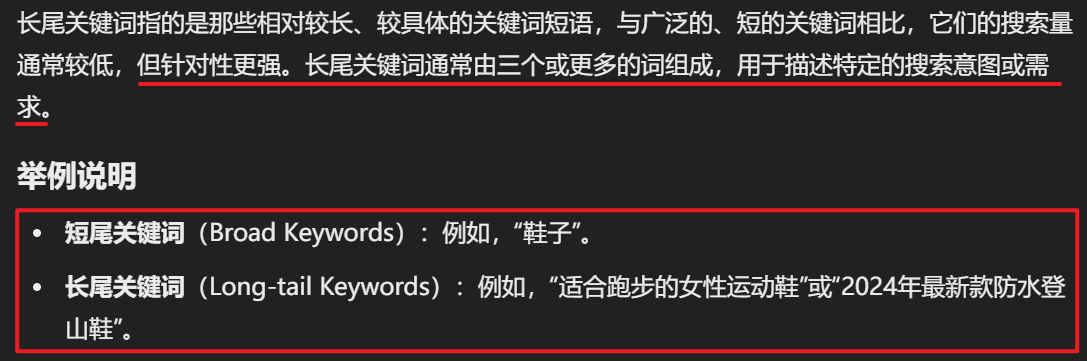 长尾关键词指的是那些相对较长、较具体的关键词短语，与广泛的、短的关键词相比，它们的搜索量
通常较低，但针对性更强。长尾关键词通常由三个或更多的词组成，用于描述特定的搜索意图或需
求。
举例说明
• 短尾关键词（Broad Keywords）：例如，“鞋子”。
• 长尾关键词（Long-tail Keywords）：例如，“适合跑步的女性运动鞋”或“2024年最新款防水登
山鞋”。